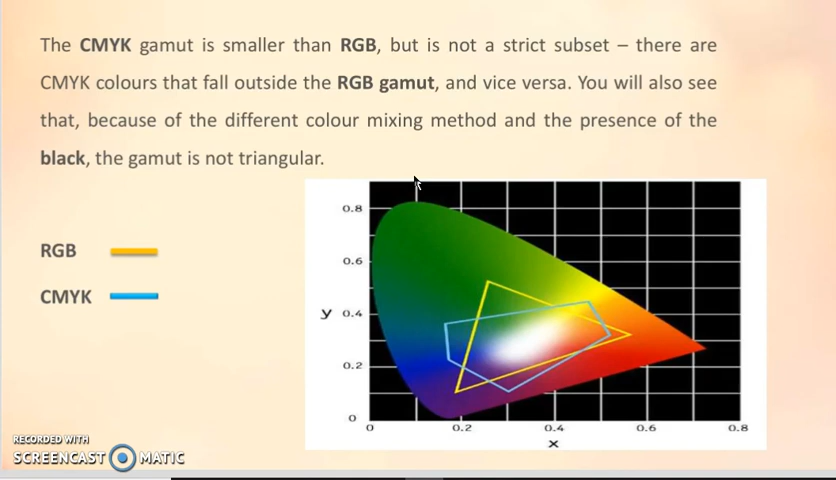 The CMYK gamut is smaller than RGB, but is not a strict subset – there are
CMYK colours that fall outside the RGB gamut, and vice versa. You will also see
that, because of the different colour mixing method and the presence of the
black, the gamut is not triangular.
RGB
CMYK
0.8
0.6
y 0.4
0.2
0
0 0.2 0.4 0.6 0.8
x
RECORDED WITH
SCREENCAST MATIC